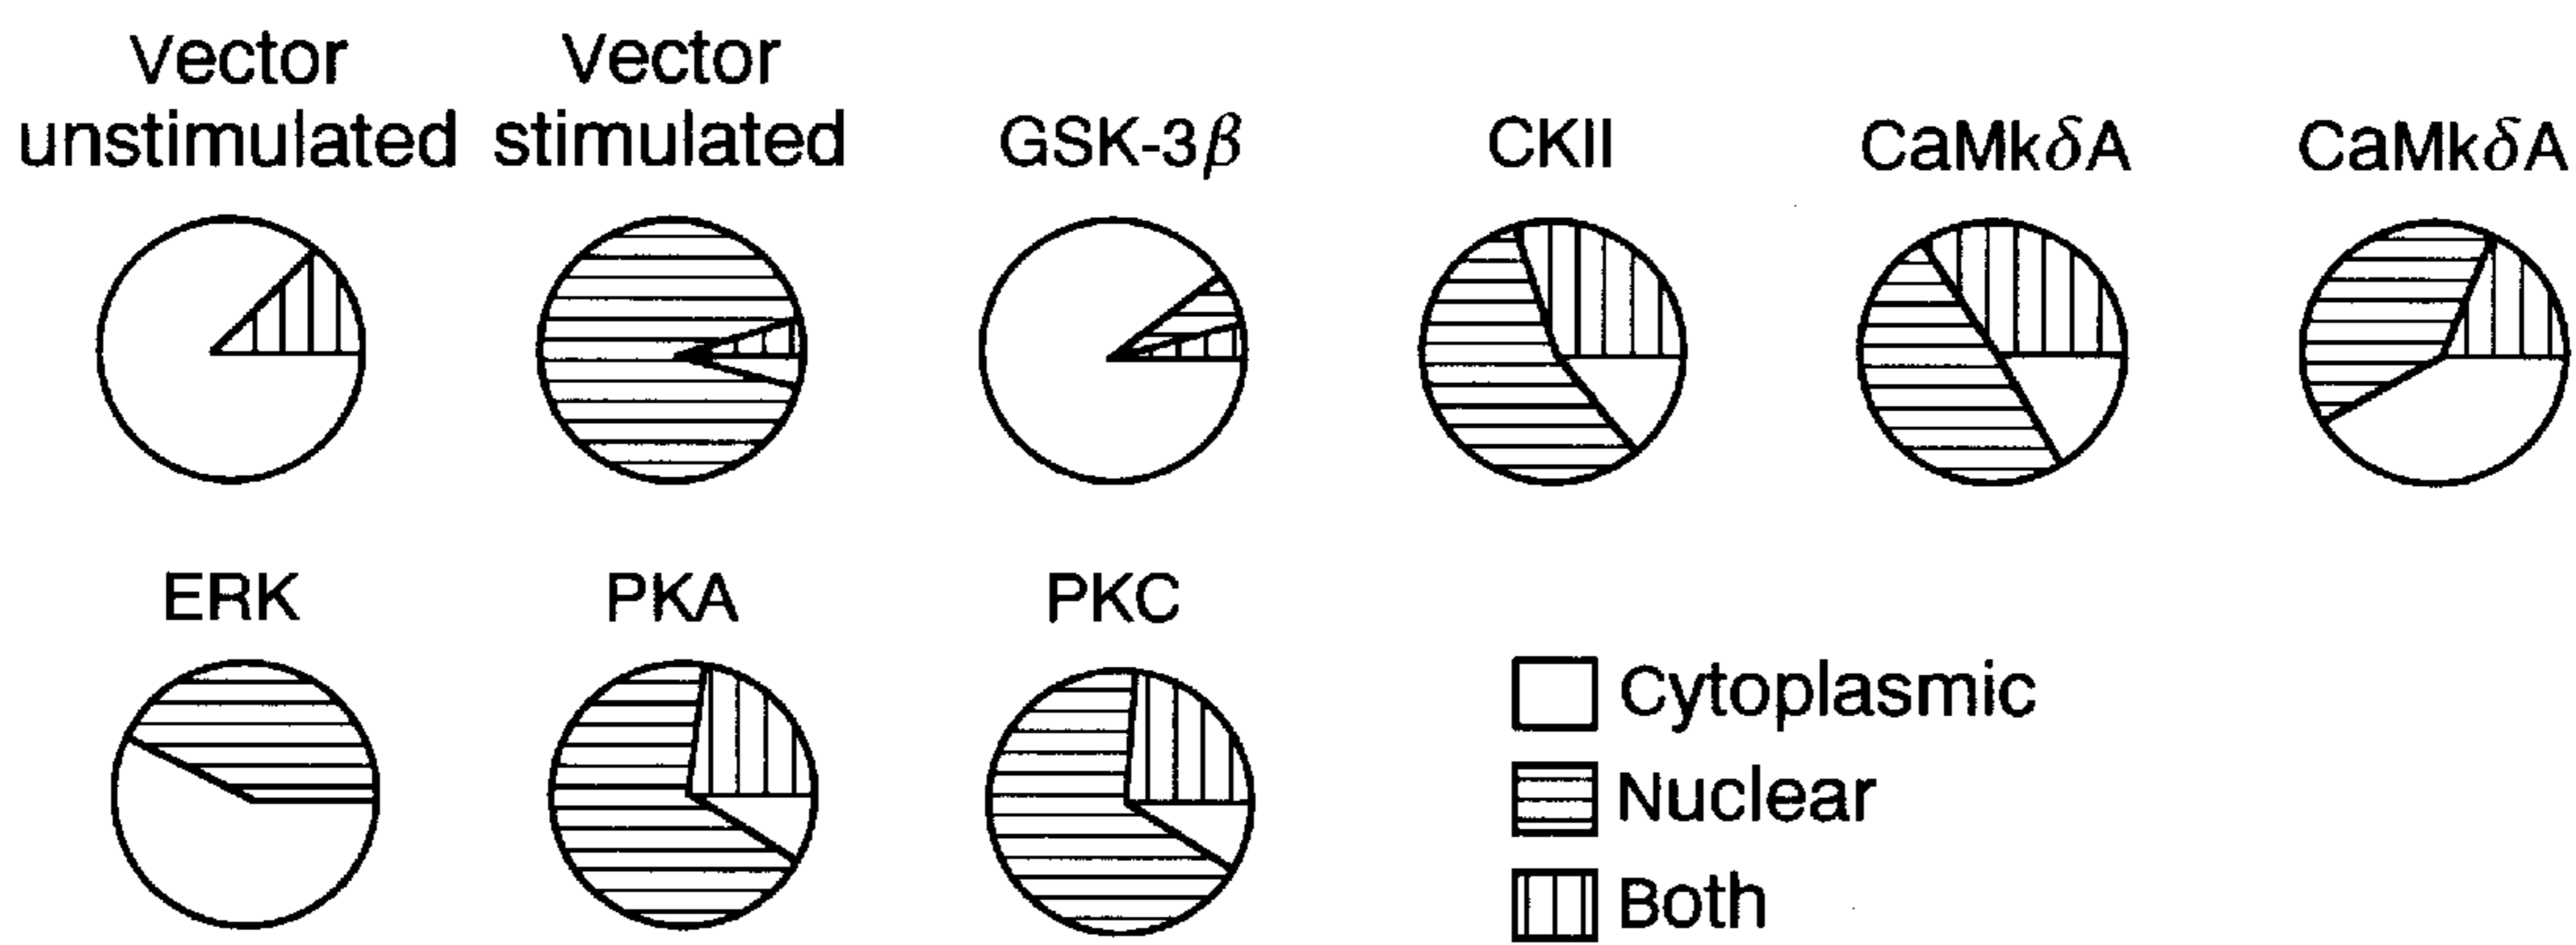 Vector
unstimulated
Vector
stimulated
GSK-3β
CKII
CaMkδA
CaMkδA
ERK
PKA
PKC
Cytoplasmic
Nuclear
Both